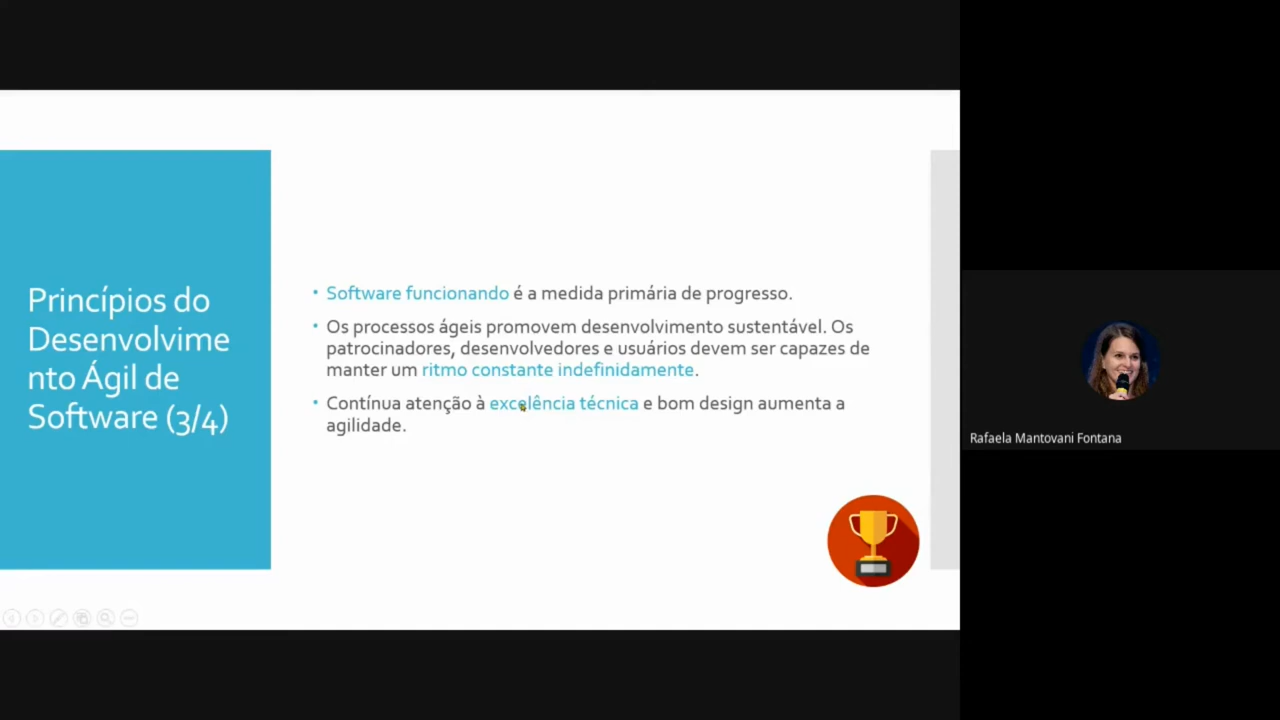 Princípios do
Desenvolvime
nto Ágil de
Software (3/4)
• Software funcionando é a medida primária de progresso.
• Os processos ágeis promovem desenvolvimento sustentável. Os
patrocinadores, desenvolvedores e usuários devem ser capazes de
manter um ritmo constante indefinidamente.
• Contínua atenção à excelência técnica e bom design aumenta a
agilidade.
Rafaela Mantovani Fontana